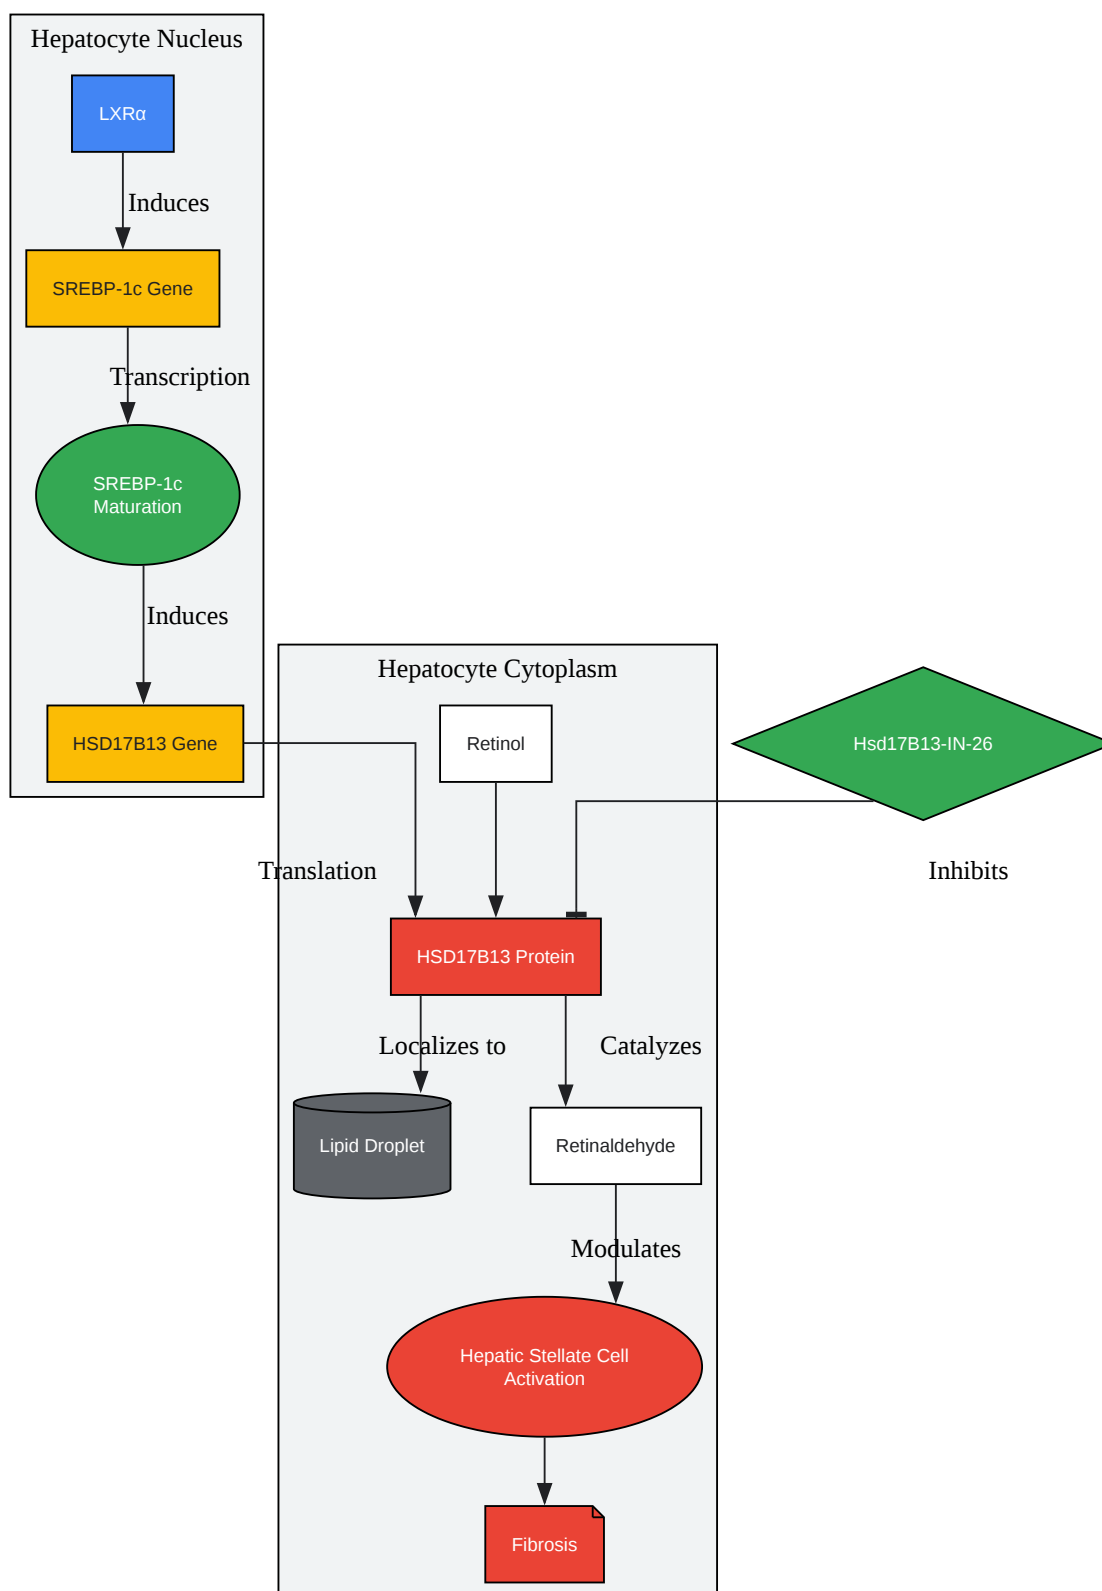 Hepatocyte Nucleus
LXRα
Induces
SREBP-1c Gene
Transcription
SREBP-1c
Maturation
Induces
HSD17B13 Gene
Hepatocyte Cytoplasm
Retinol
Hsd17B13-IN-26
Translation
Inhibits
HSD17B13 Protein
Localizes to
Catalyzes
Lipid Droplet
Retinaldehyde
Modulates
Hepatic Stellate Cell
Activation
Fibrosis